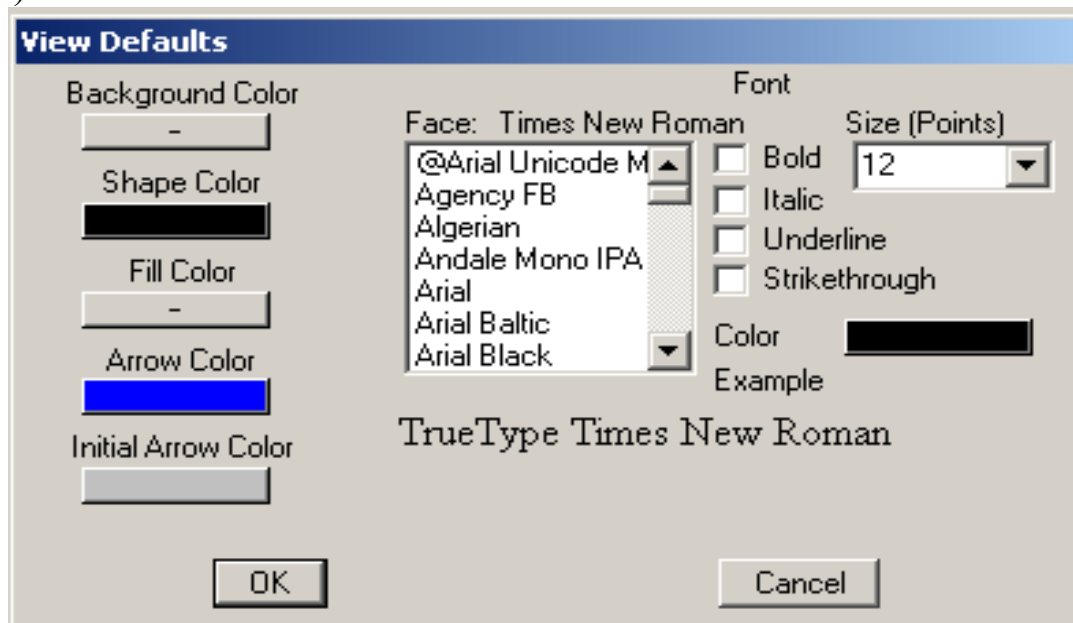 )
View Defaults
Background Color
-
Shape Color
Fill Color
-
Arrow Color
Initial Arrow Color
Font
Face: Times New Roman
Size (Points)
@Arial Unicode M
Agency FB
Algerian
Andale Mono IPA
Arial
Arial Baltic
Arial Black
Bold
Italic
Underline
Strikethrough
12
Color
Example
TrueType Times New Roman
OK
Cancel